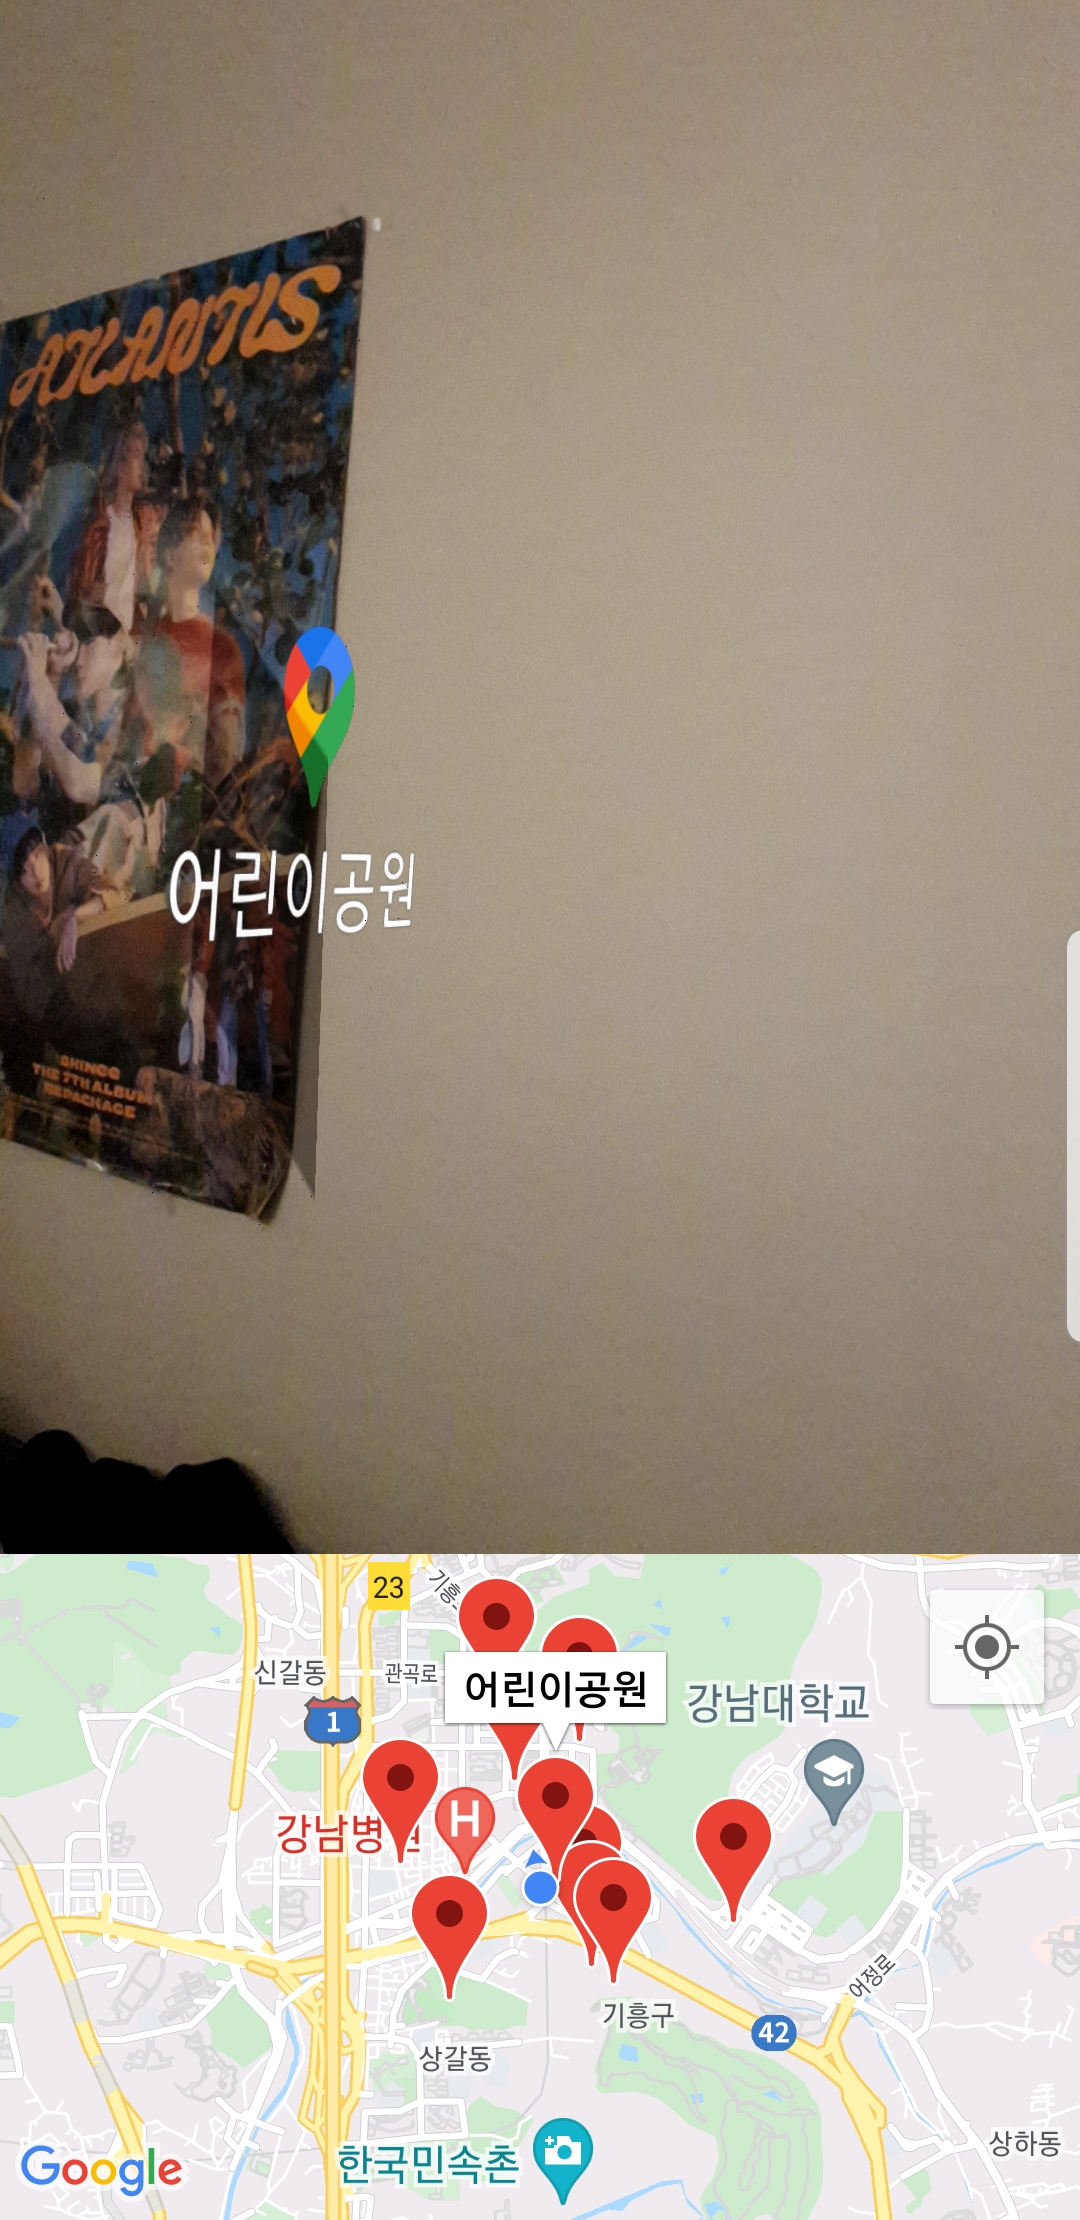 ATLANTIS
어린이공원
SHINee
THE 7TH ALBUM
REPACKAGE
23
기흥
신갈동
관곡로
어린이공원
강남대학교
1
강남병원
H
어정로
기흥구
42
상갈동
상하동
한국민속촌
Google